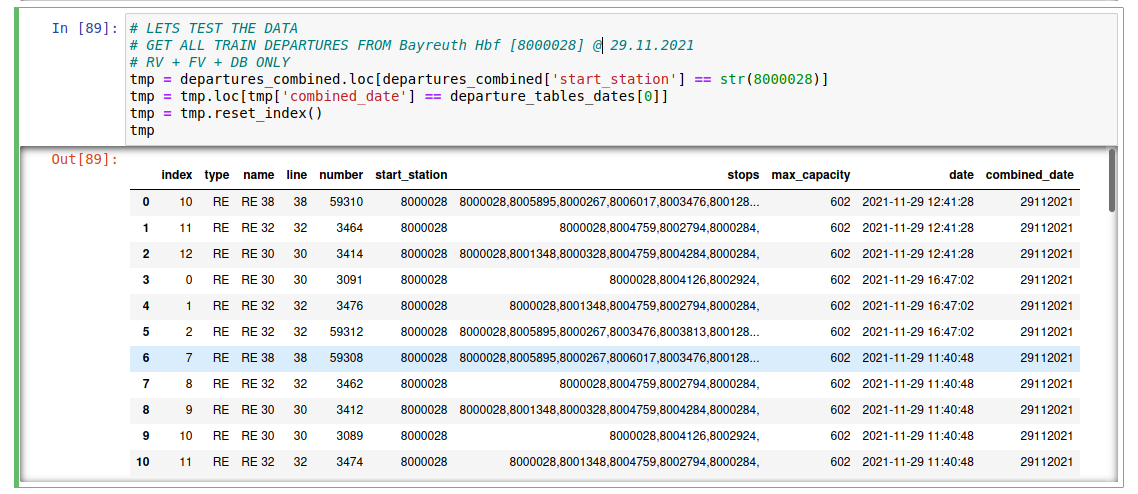 In [89]:
# LETS TEST THE DATA
# GET ALL TRAIN DEPARTURES FROM Bayreuth Hbf [8000028] @ 29.11.2021
# RV + FV + DB ONLY
tmp = departures_combined.loc[departures_combined['start_station'] == str(8000028)]
tmp = tmp.loc[tmp['combined_date'] == departure_tables_dates[0]]
tmp = tmp.reset_index()
tmp
Out[89]:
index type name line number start_station stops max_capacity date combined_date
0 10 RE RE 38 38 59310 8000028 8000028,8005895,8000267,8006017,8003476,800128... 602 2021-11-29 12:41:28 29112021
1 11 RE RE 32 32 3464 8000028 8000028,8004759,8002794,8000284, 602 2021-11-29 12:41:28 29112021
2 12 RE RE 30 30 3414 8000028 8000028,8001348,8000328,8004759,8004284,8000284, 602 2021-11-29 12:41:28 29112021
3 0 RE RE 30 30 3091 8000028 8000028,8004126,8002924, 602 2021-11-29 16:47:02 29112021
4 1 RE RE 32 32 3476 8000028 8000028,8001348,8004759,8002794,8000284, 602 2021-11-29 16:47:02 29112021
5 2 RE RE 32 32 59312 8000028 8000028,8005895,8000267,8003476,8003813,800128... 602 2021-11-29 16:47:02 29112021
6 7 RE RE 38 38 59308 8000028 8000028,8005895,8000267,8006017,8003476,800128... 602 2021-11-29 11:40:48 29112021
7 8 RE RE 32 32 3462 8000028 8000028,8004759,8002794,8000284, 602 2021-11-29 11:40:48 29112021
8 9 RE RE 30 30 3412 8000028 8000028,8001348,8000328,8004759,8004284,8000284, 602 2021-11-29 11:40:48 29112021
9 10 RE RE 30 30 3089 8000028 8000028,8004126,8002924, 602 2021-11-29 11:40:48 29112021
10 11 RE RE 32 32 3474 8000028 8000028,8001348,8004759,8002794,8000284, 602 2021-11-29 11:40:48 29112021